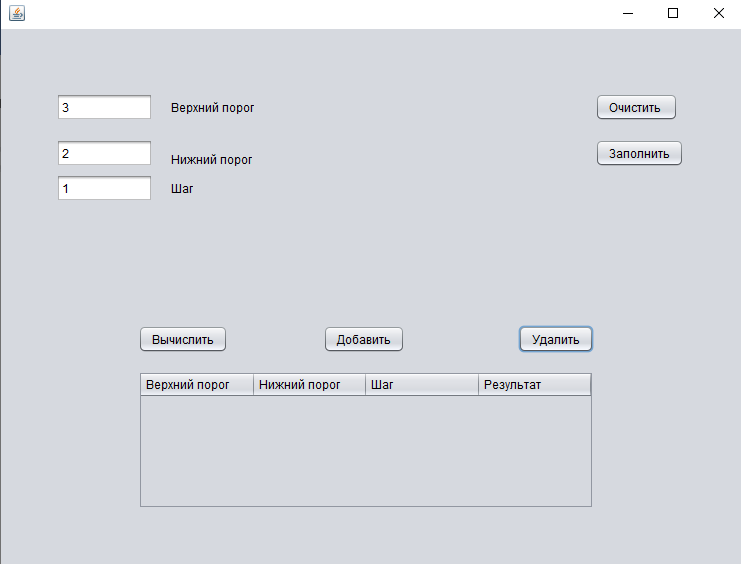 3 Верхний порог Очистить
2 Нижний порог Заполнить
1 Шаг
Вычислить Добавить Удалить
Верхний порог Нижний порог Шаг Результат